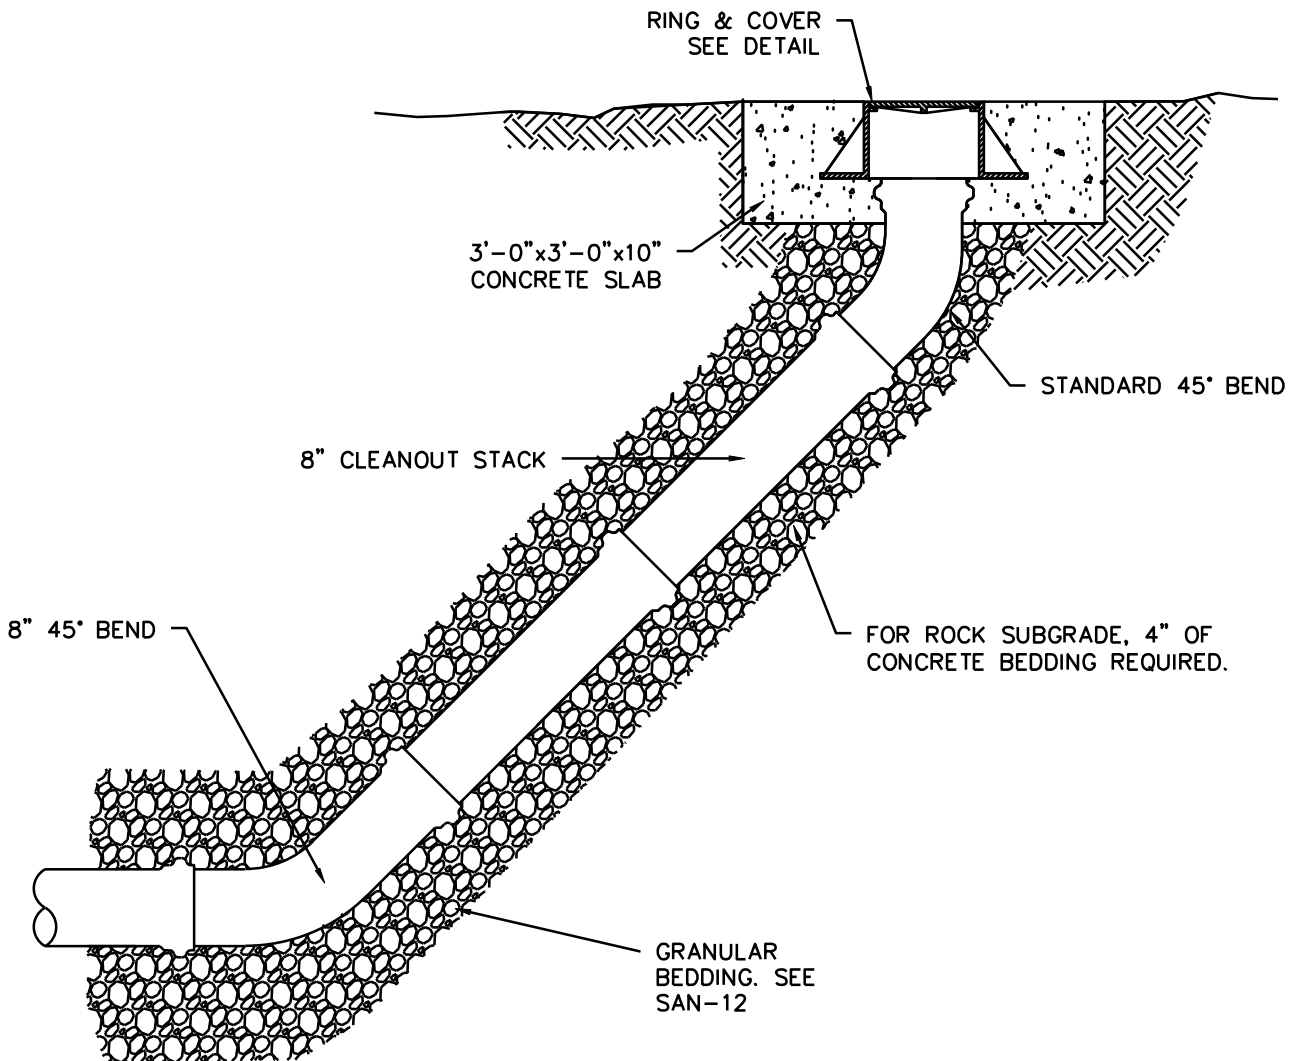 RING & COVER
SEE DETAIL
3'-0"x3'-0"x10"
CONCRETE SLAB
STANDARD 45° BEND
8" CLEANOUT STACK
8" 45° BEND
FOR ROCK SUBGRADE, 4" OF
CONCRETE BEDDING REQUIRED.
GRANULAR
BEDDING. SEE
SAN-12